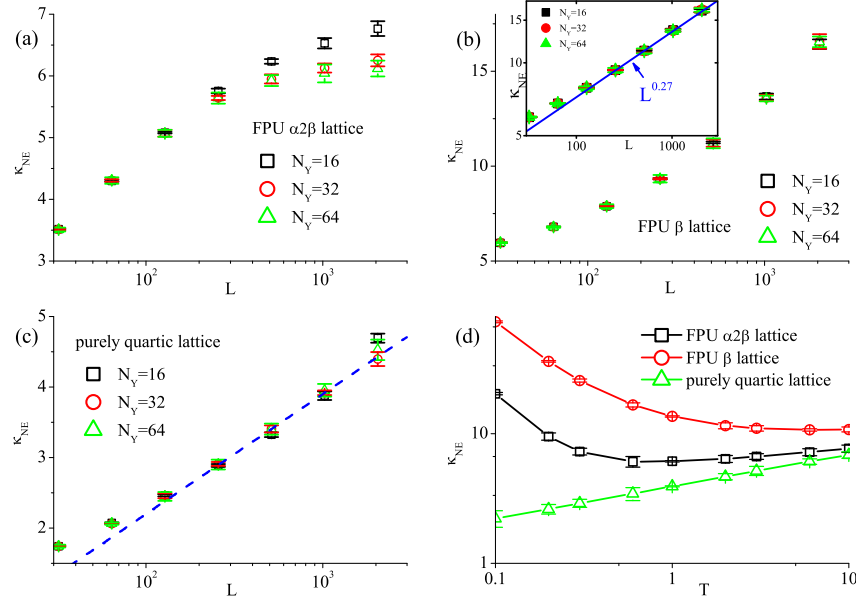 (a)
7
6
5
4
3
κ_NE
FPU α2β lattice
N_Y=16
N_Y=32
N_Y=64
10^2
10^3
L
(b)
15
10
5
κ_NE
N_Y=16
N_Y=32
N_Y=64
15
10
5
κ_NE
L^0.27
100
1000
L
N_Y=16
N_Y=32
N_Y=64
FPU β lattice
10^2
10^3
L
(c)
5
4
3
2
κ_NE
purely quartic lattice
N_Y=16
N_Y=32
N_Y=64
10^2
10^3
L
(d)
FPU α2β lattice
FPU β lattice
purely quartic lattice
10
1
κ_NE
0.1
1
10
T